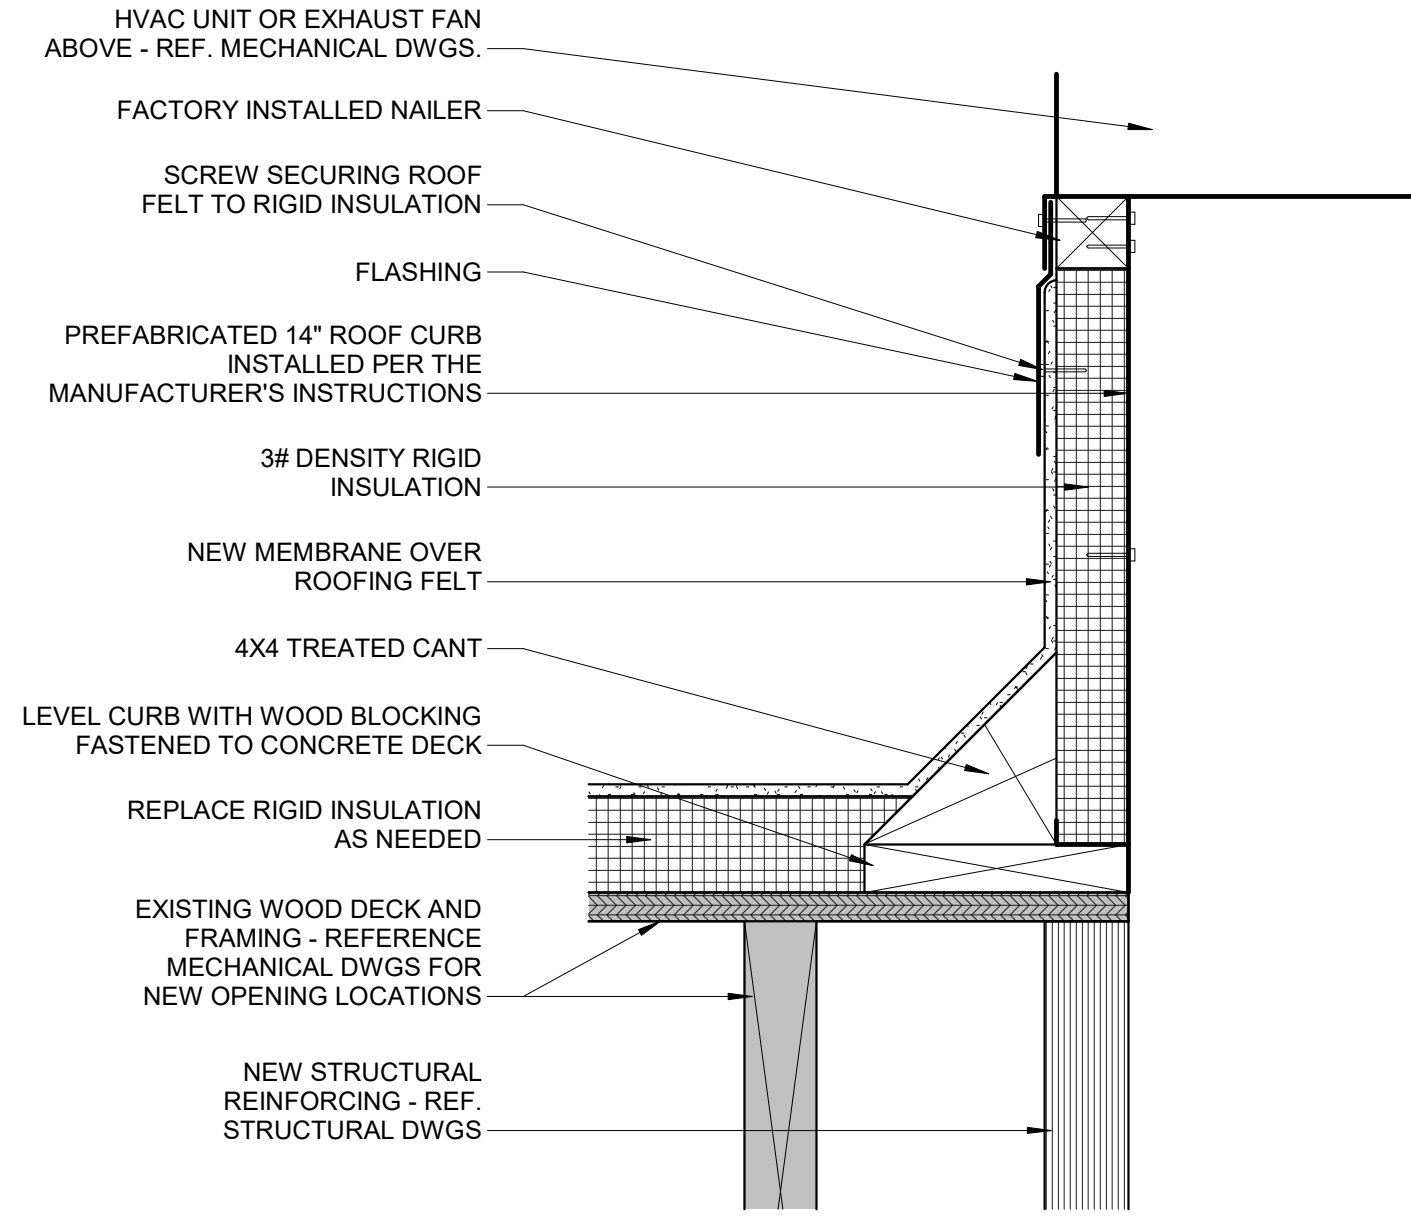 HVAC UNIT OR EXHAUST FAN
ABOVE - REF. MECHANICAL DWGS.
FACTORY INSTALLED NAILER
SCREW SECURING ROOF
FELT TO RIGID INSULATION
FLASHING
PREFABRICATED 14" ROOF CURB
INSTALLED PER THE
MANUFACTURER'S INSTRUCTIONS
3# DENSITY RIGID
INSULATION
NEW MEMBRANE OVER
ROOFING FELT
4X4 TREATED CANT
LEVEL CURB WITH WOOD BLOCKING
FASTENED TO CONCRETE DECK
REPLACE RIGID INSULATION
AS NEEDED
EXISTING WOOD DECK AND
FRAMING - REFERENCE
MECHANICAL DWGS FOR
NEW OPENING LOCATIONS
NEW STRUCTURAL
REINFORCING - REF.
STRUCTURAL DWGS